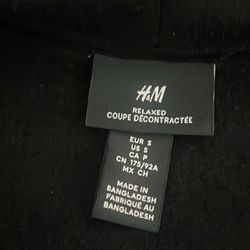 H&M
RELAXED
COUPE DÉCONTRACTÉE
EUR S
US S
CA P
CN 175/92A
MX CH
MADE IN
BANGLADESH
FABRIQUÉ AU
BANGLADESH